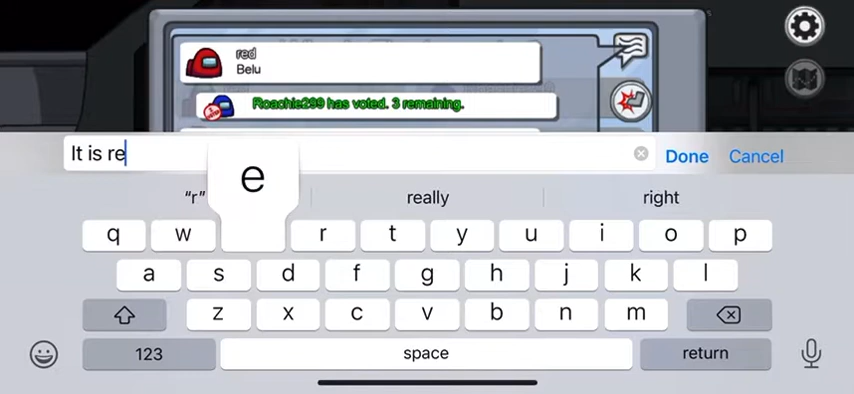 red
Belu
Roachie299 has voted. 3 remaining.
It is re
Done
Cancel
e
“r”
really
right
q w r t y u i o p
a s d f g h j k l
z x c v b n m
123
space
return